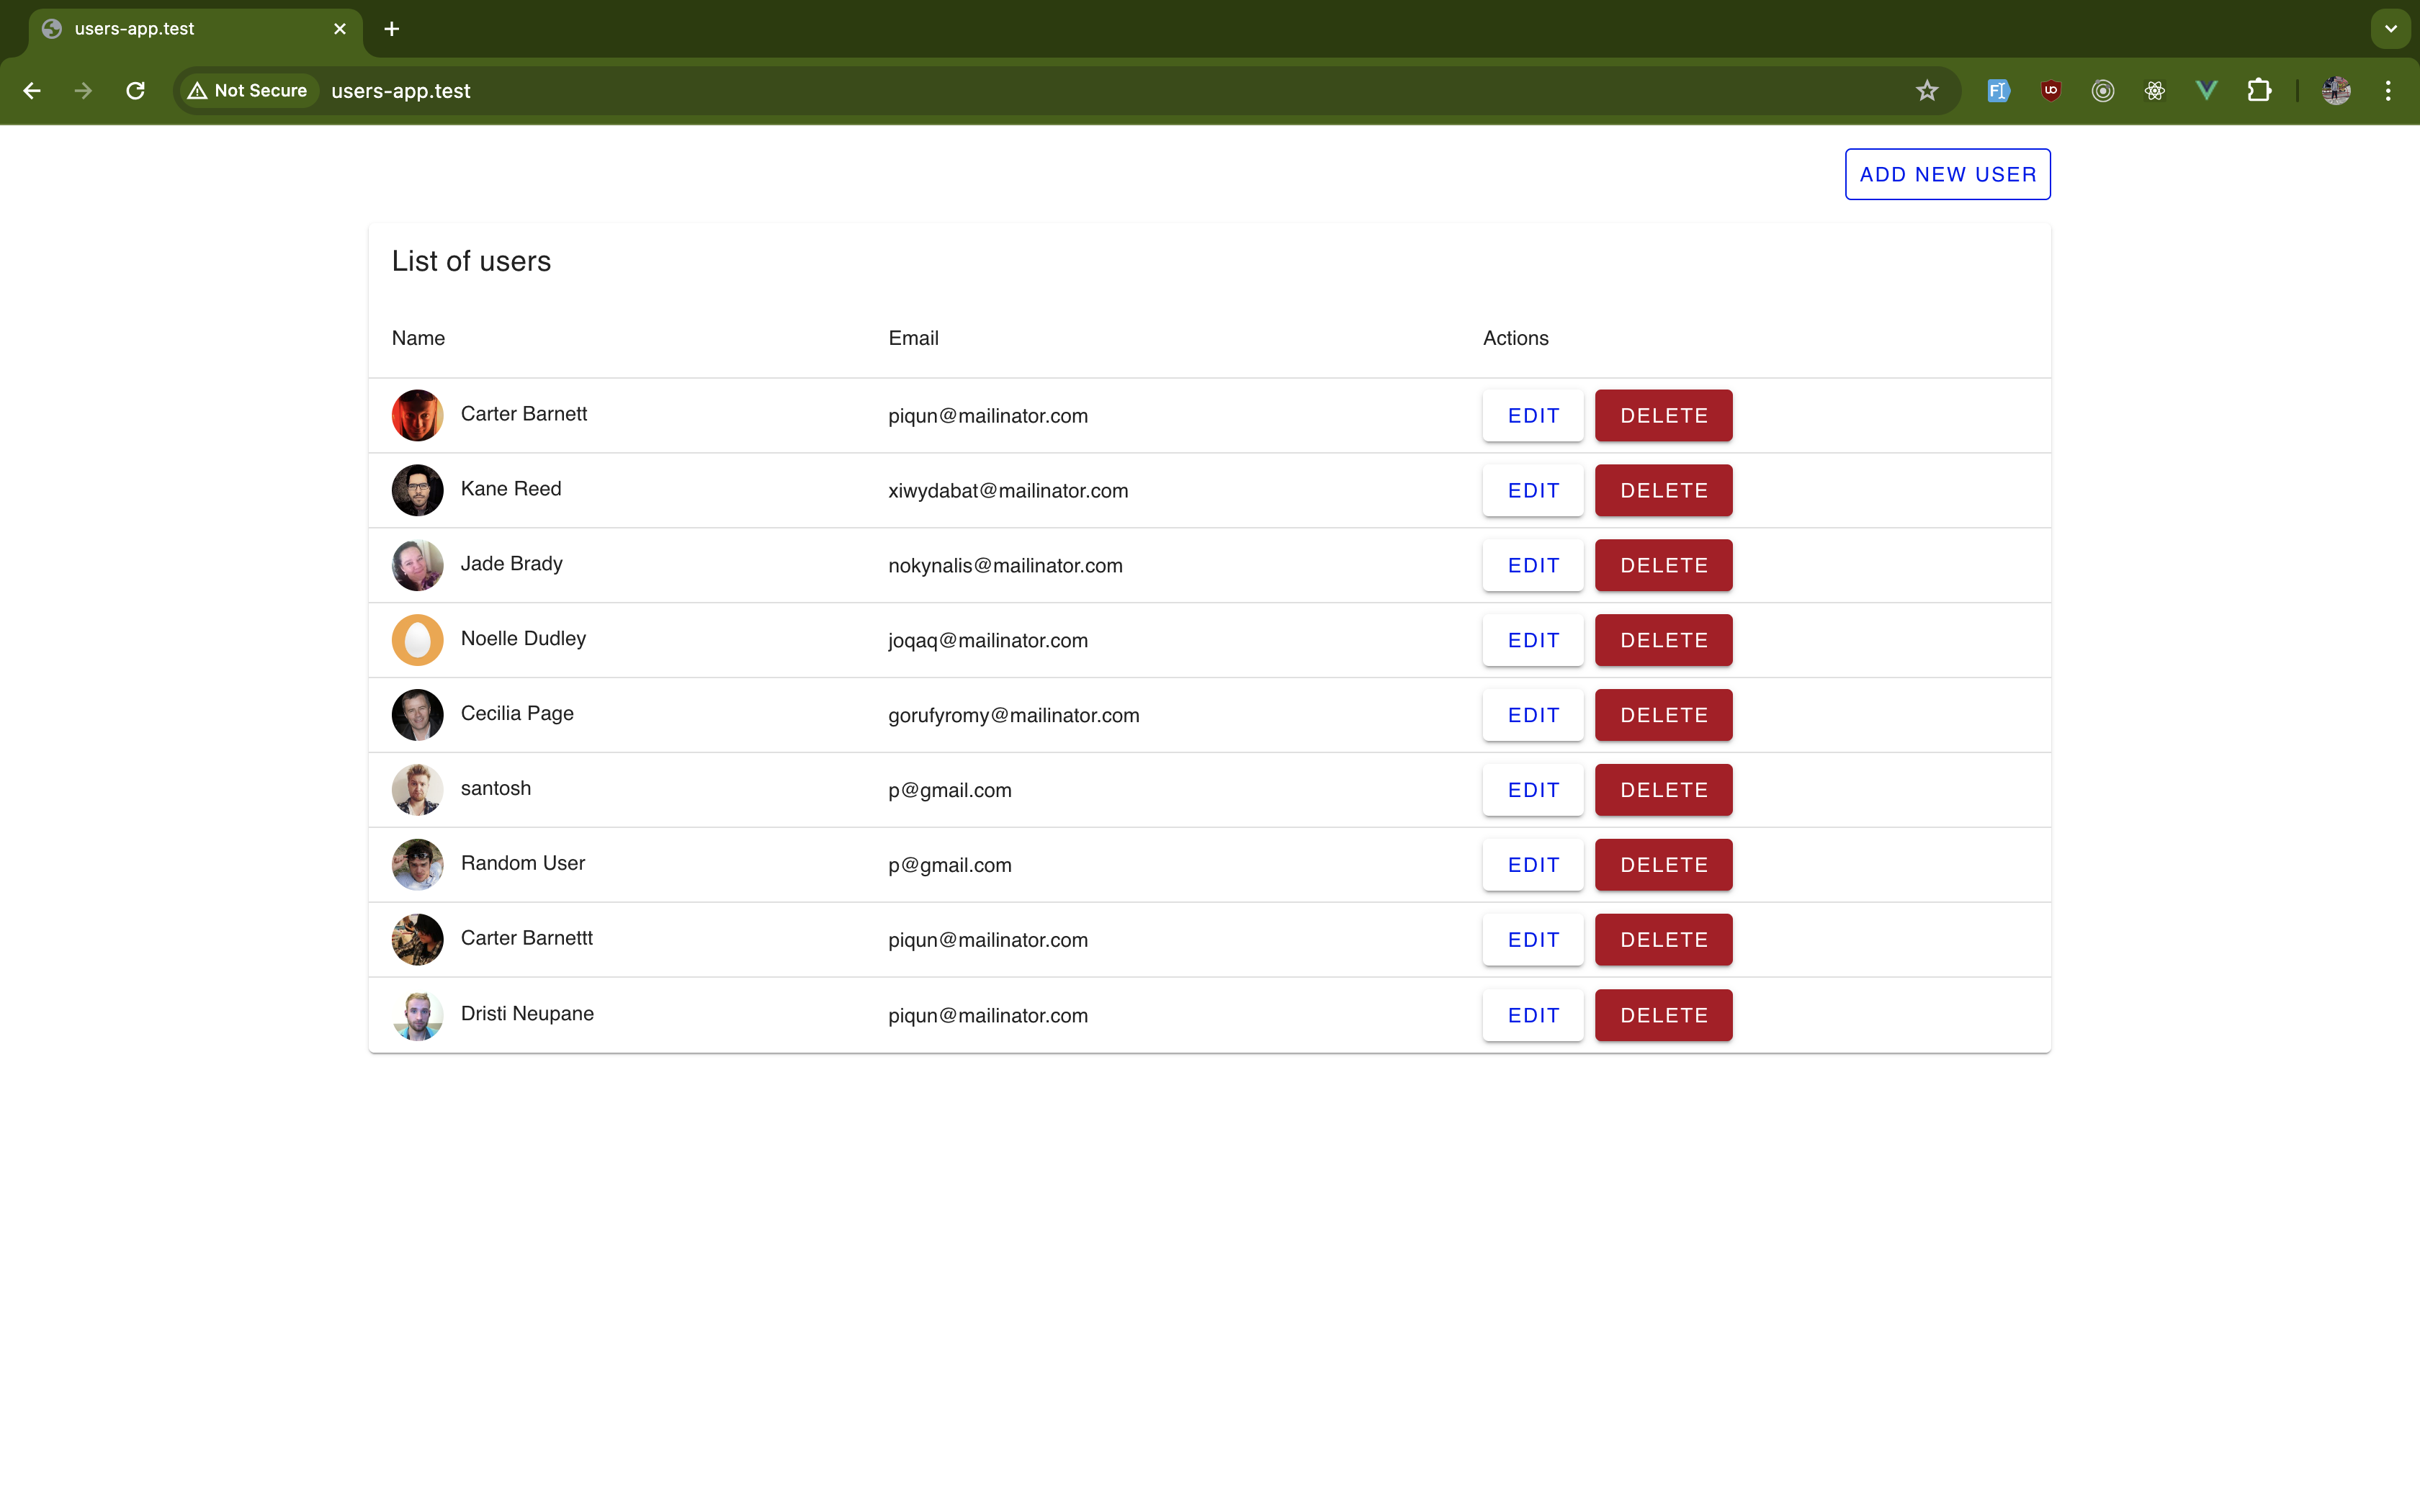 users-app.test
Not Secure users-app.test
ADD NEW USER
List of users
Name Email Actions
Carter Barnett piqun@mailinator.com EDIT DELETE
Kane Reed xiwydabat@mailinator.com EDIT DELETE
Jade Brady nokynalis@mailinator.com EDIT DELETE
Noelle Dudley joqaq@mailinator.com EDIT DELETE
Cecilia Page gorufyromy@mailinator.com EDIT DELETE
santosh p@gmail.com EDIT DELETE
Random User p@gmail.com EDIT DELETE
Carter Barnettt piqun@mailinator.com EDIT DELETE
Dristi Neupane piqun@mailinator.com EDIT DELETE